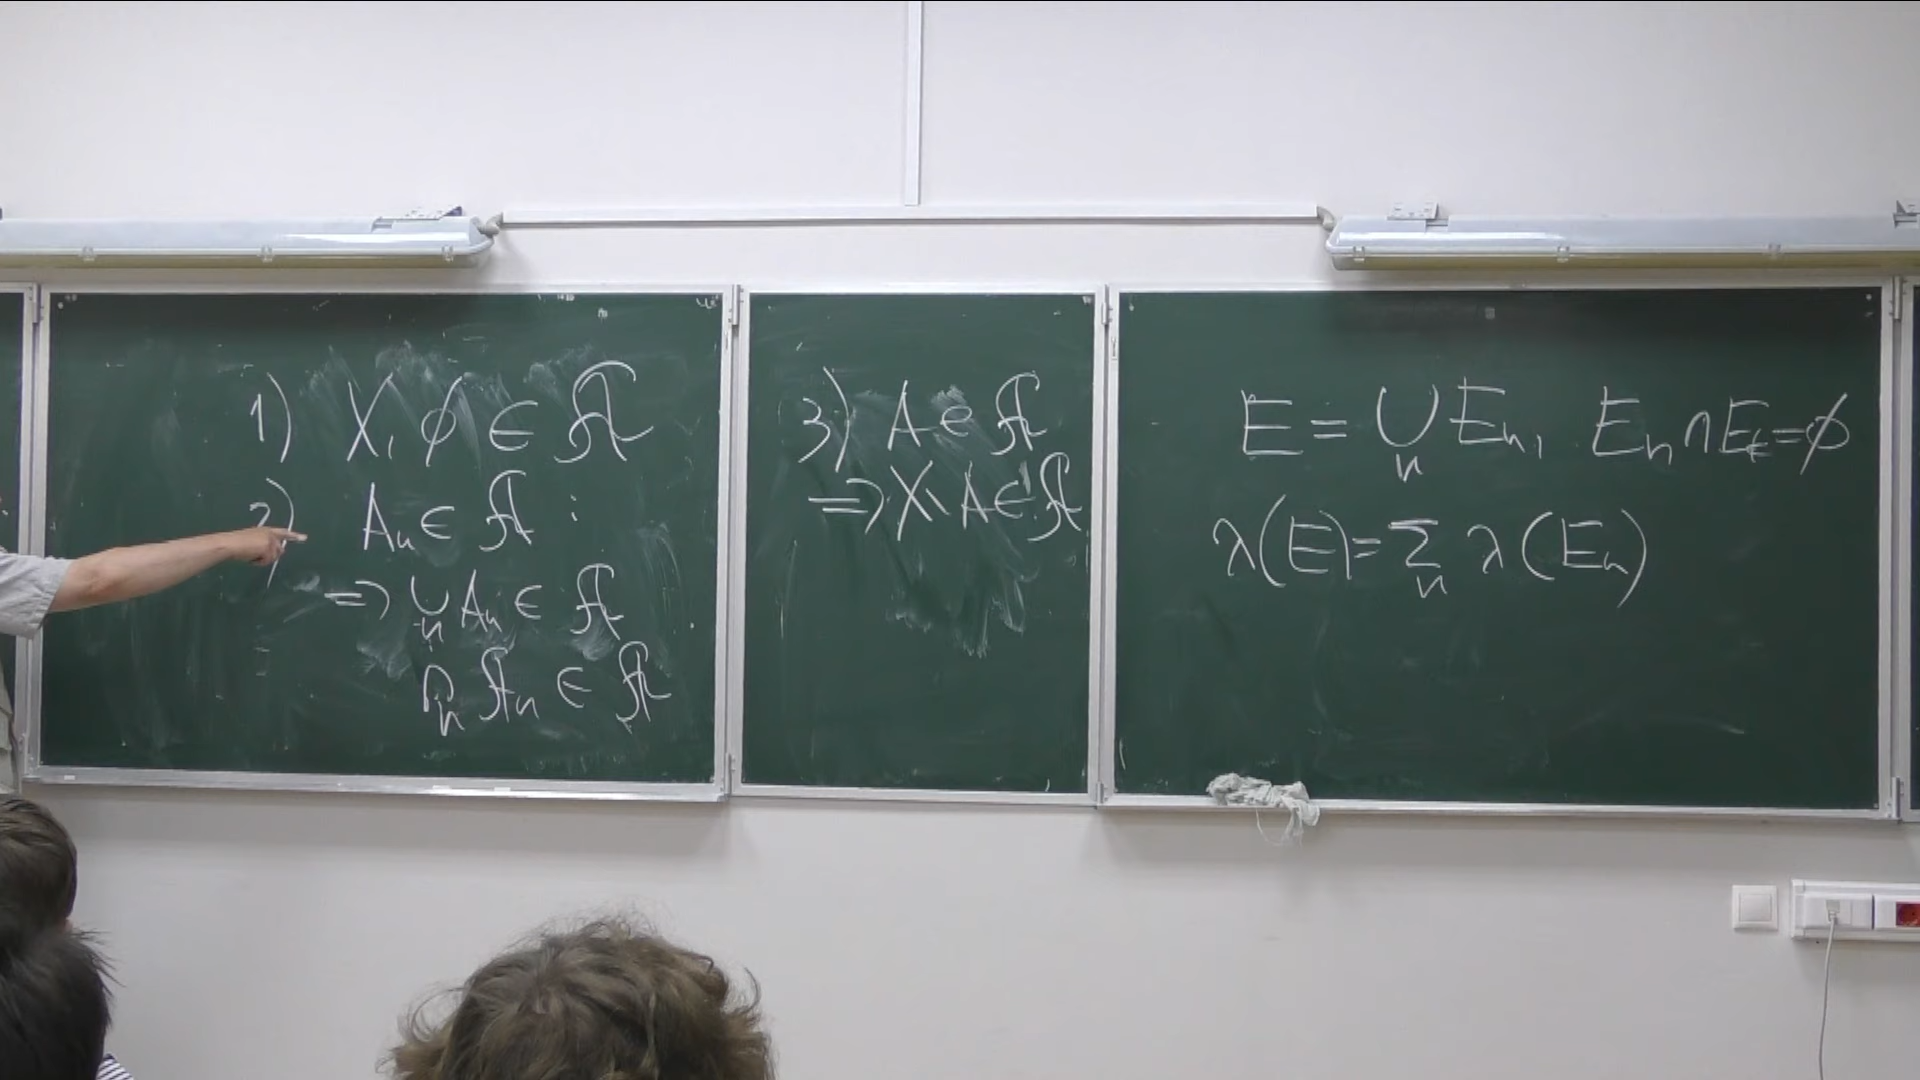 1) X, ∅ ∈ 𝔄
2) Aₙ ∈ 𝔄 :
⇒ ∪ₙ Aₙ ∈ 𝔄
∩ₙ 𝔄ₙ ∈ 𝔄
3) A ∈ 𝔄
⇒ X \ A ∈ 𝔄
E = ∪ₙ Eₙ, Eₙ ∩ Eₖ = ∅
λ(E) = Σₙ λ(Eₙ)